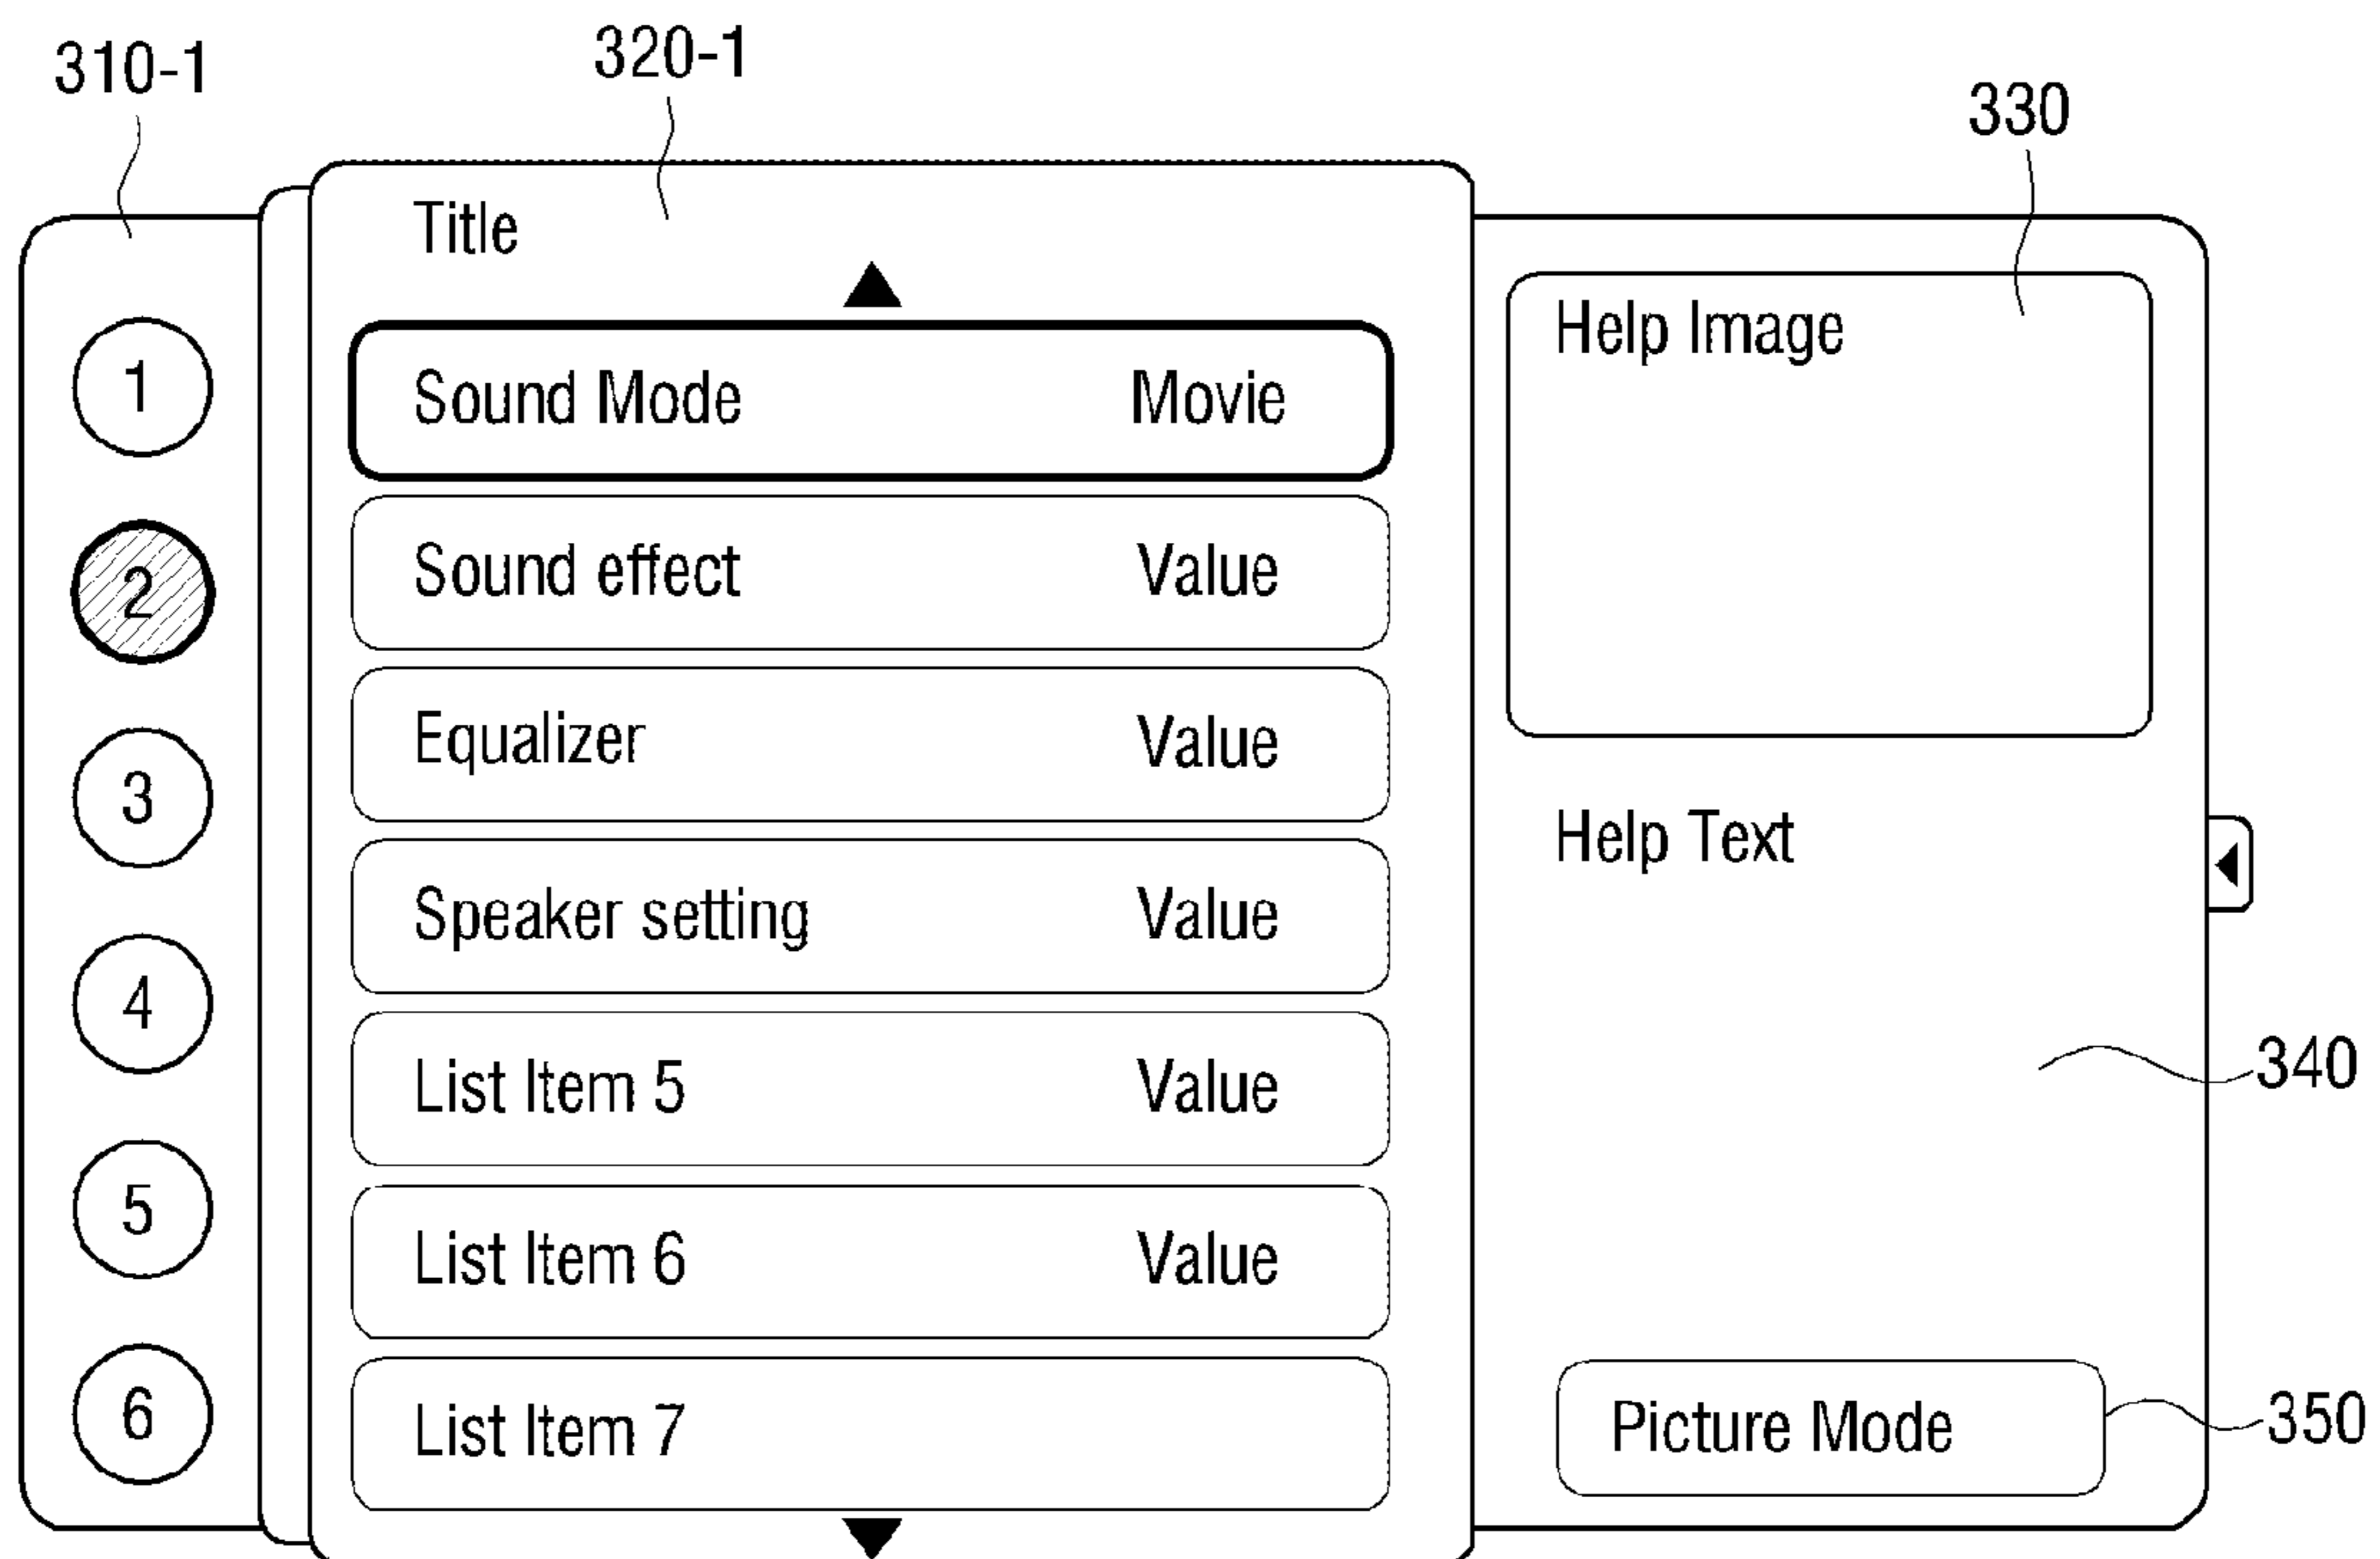 310-1
320-1
330
Title
1
2
3
4
5
6
Sound Mode Movie
Sound effect Value
Equalizer Value
Speaker setting Value
List Item 5 Value
List Item 6 Value
List Item 7
Help Image
Help Text
340
Picture Mode
350